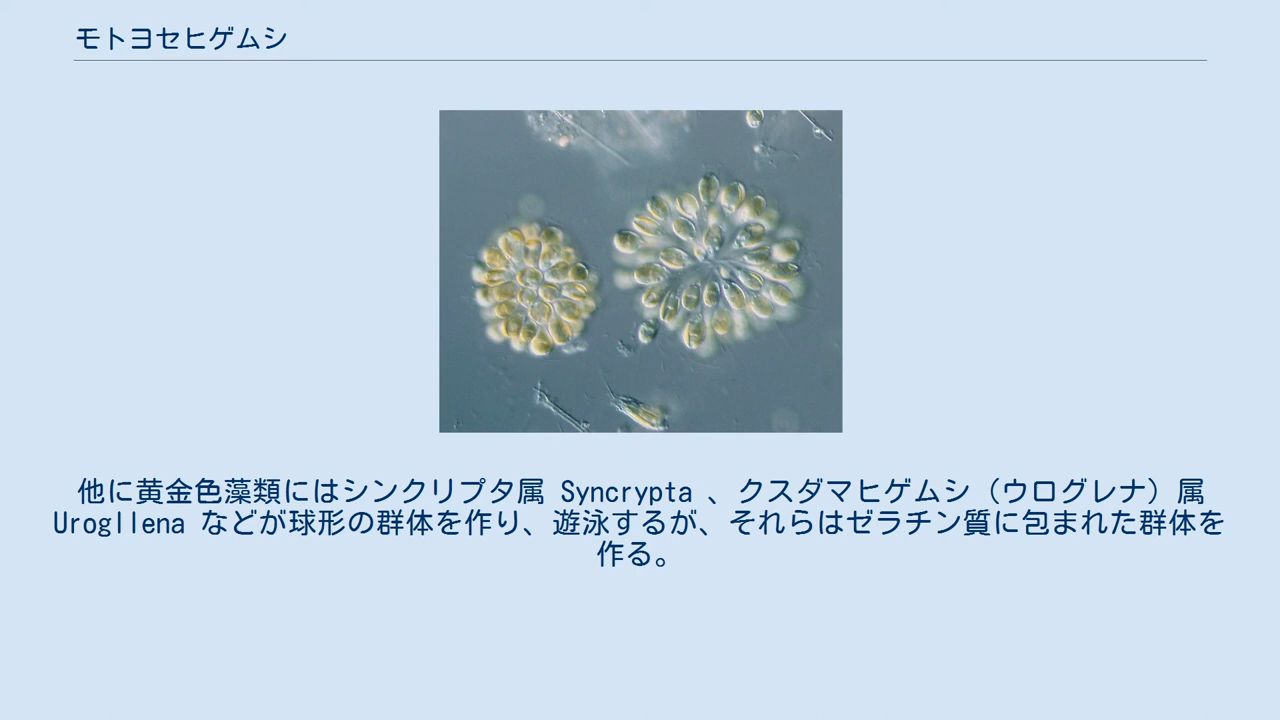 モトヨセヒゲムシ
他に黄金色藻類にはシンクリプタ属 Syncrypta 、クスダマヒゲムシ（ウログレナ）属
Urogllena などが球形の群体を作り、遊泳するが、それらはゼラチン質に包まれた群体を
作る。